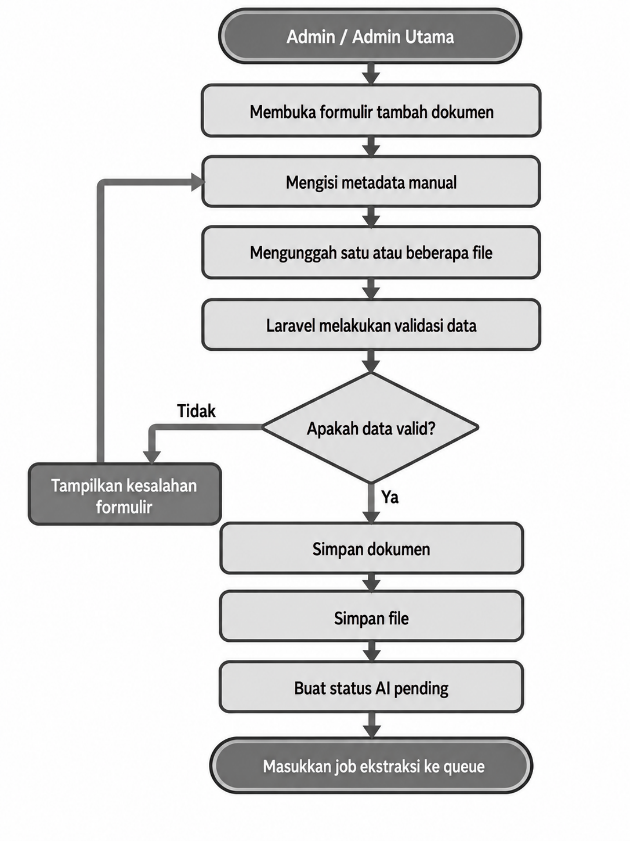 Admin / Admin Utama
Membuka formulir tambah dokumen
Mengisi metadata manual
Mengunggah satu atau beberapa file
Laravel melakukan validasi data
Apakah data valid?
Tidak
Tampilkan kesalahan
formulir
Ya
Simpan dokumen
Simpan file
Buat status AI pending
Masukkan job ekstraksi ke queue